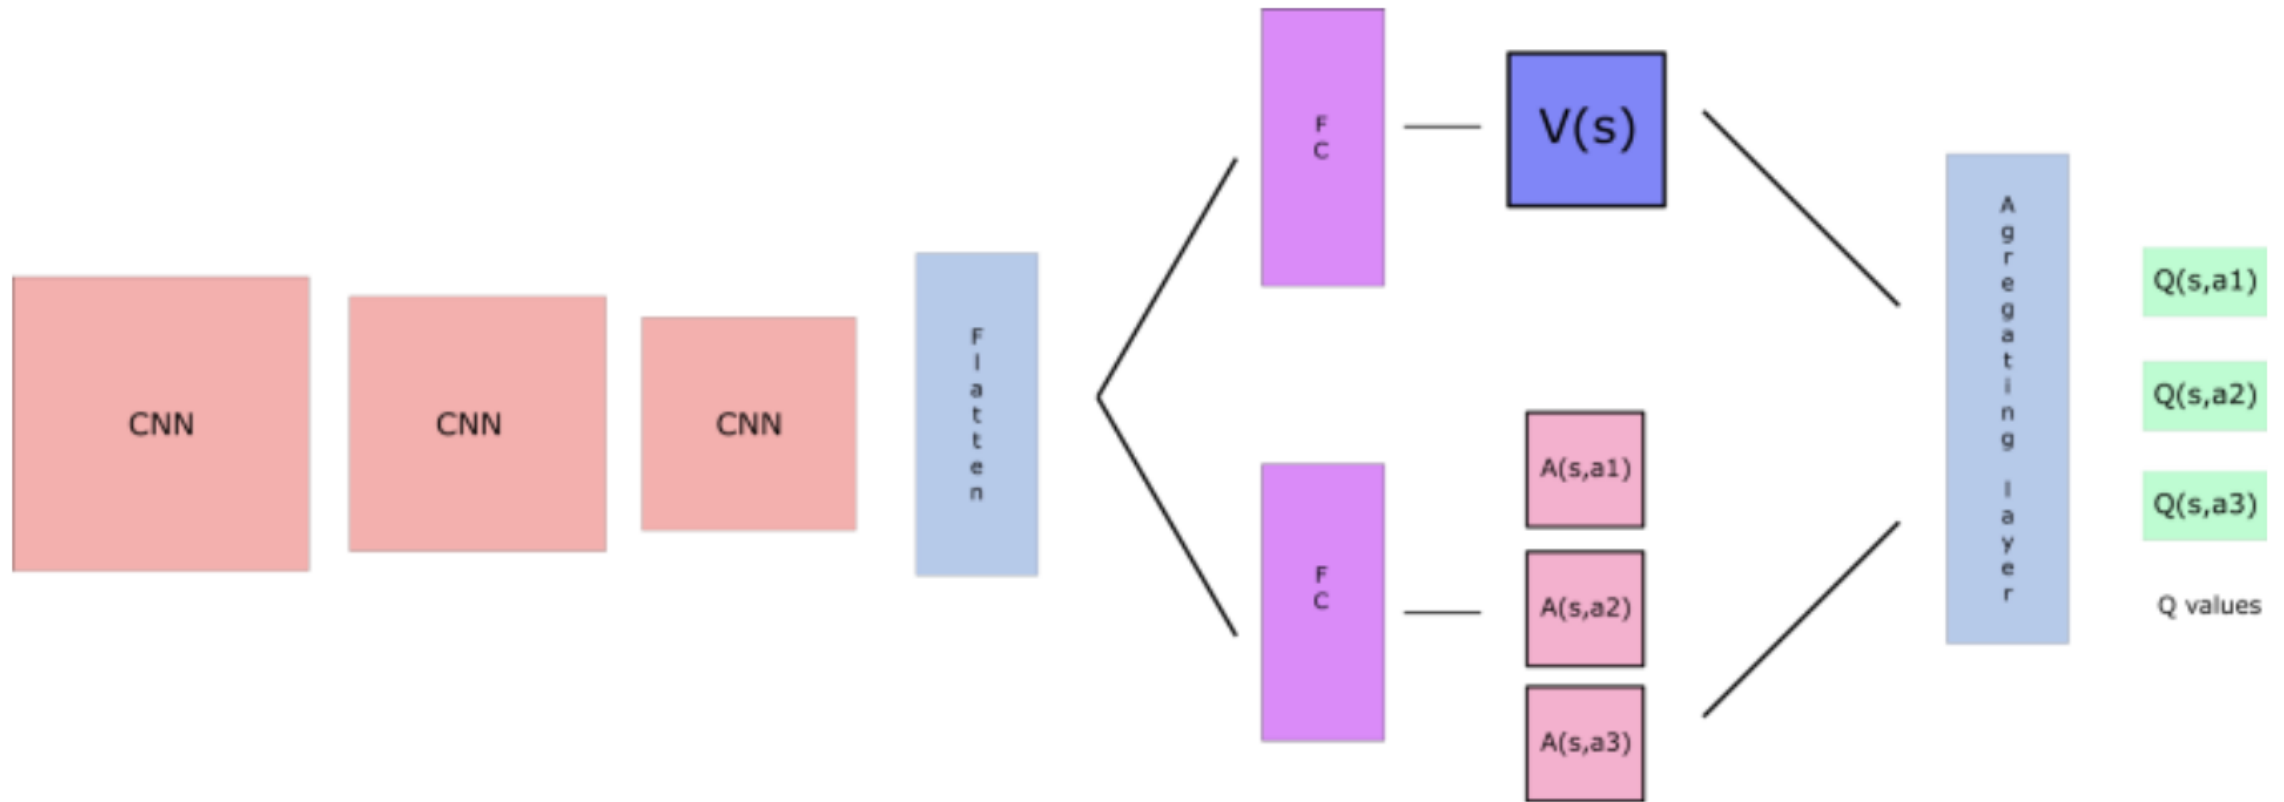 CNN
CNN
CNN
Flatten
FC
V(s)
FC
A(s,a1)
A(s,a2)
A(s,a3)
Agregating layer
Q(s,a1)
Q(s,a2)
Q(s,a3)
Q values